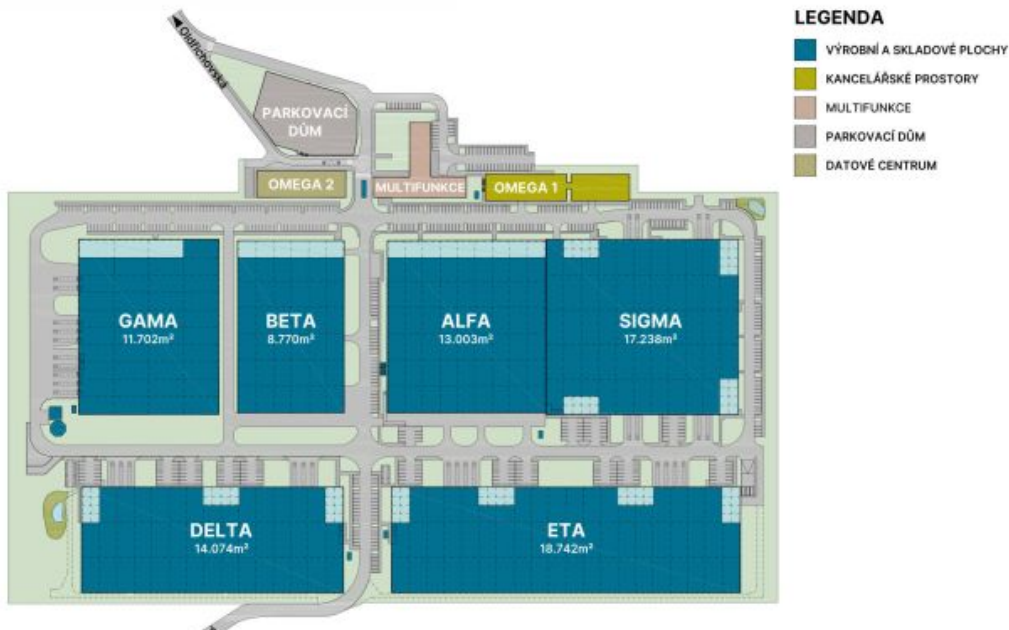 LEGENDA
VÝROBNÍ A SKLADOVÉ PLOCHY
KANCELÁŘSKÉ PROSTORY
MULTIFUNKCE
PARKOVACÍ DŮM
DATOVÉ CENTRUM
Oldřichovská
PARKOVACÍ
DŮM
OMEGA 2
MULTIFUNKCE
OMEGA 1
GAMA
11.702m²
BETA
8.770m²
ALFA
13.003m²
SIGMA
17.238m²
DELTA
14.074m²
ETA
18.742m²